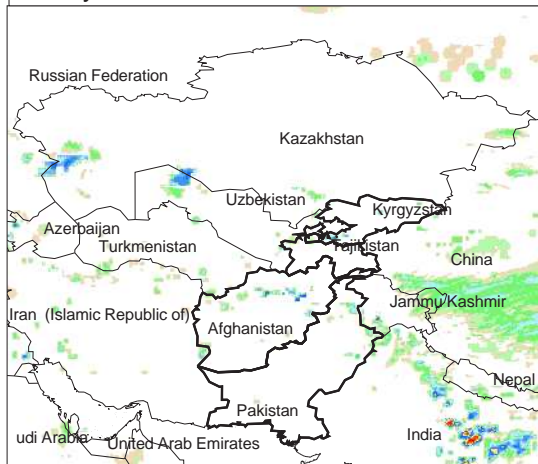 Russian Federation
Kazakhstan
Uzbekistan
Kyrgyzstan
Azerbaijan
Turkmenistan
Tajikistan
China
Iran (Islamic Republic of)
Jammu Kashmir
Afghanistan
Nepal
Pakistan
udi Arabia
United Arab Emirates
India